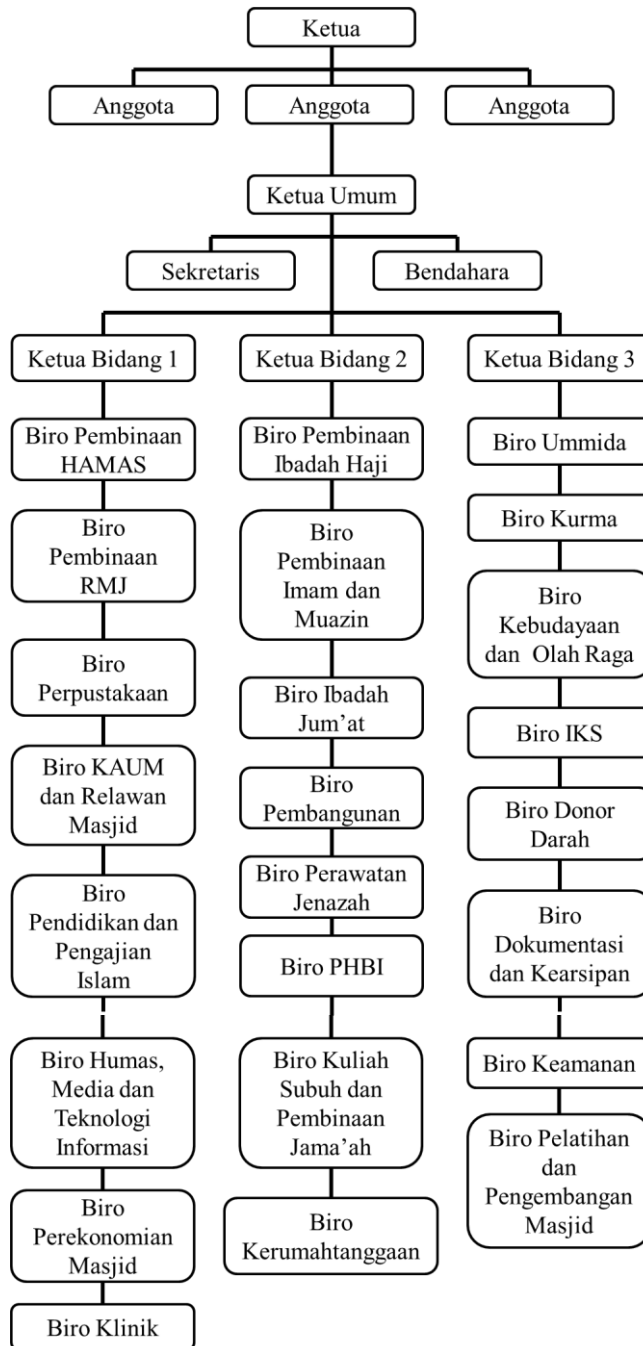 Ketua
Anggota
Anggota
Anggota
Ketua Umum
Sekretaris
Bendahara
Ketua Bidang 1
Biro Pembinaan
HAMAS
Biro
Pembinaan
RMJ
Biro
Perpustakaan
Biro KAUM
dan Relawan
Masjid
Biro
Pendidikan dan
Pengajian
Islam
Biro Humas,
Media dan
Teknologi
Informasi
Biro
Perekonomian
Masjid
Biro Klinik
Ketua Bidang 2
Biro Pembinaan
Ibadah Haji
Biro
Pembinaan
Imam dan
Muazin
Biro Ibadah
Jum’at
Biro
Pembangunan
Biro Perawatan
Jenazah
Biro PHBI
Biro Kuliah
Subuh dan
Pembinaan
Jama’ah
Biro
Kerumahtanggaan
Ketua Bidang 3
Biro Ummida
Biro Kurma
Biro
Kebudayaan
dan Olah Raga
Biro IKS
Biro Donor
Darah
Biro
Dokumentasi
dan Kearsipan
Biro Keamanan
Biro Pelatihan
dan
Pengembangan
Masjid